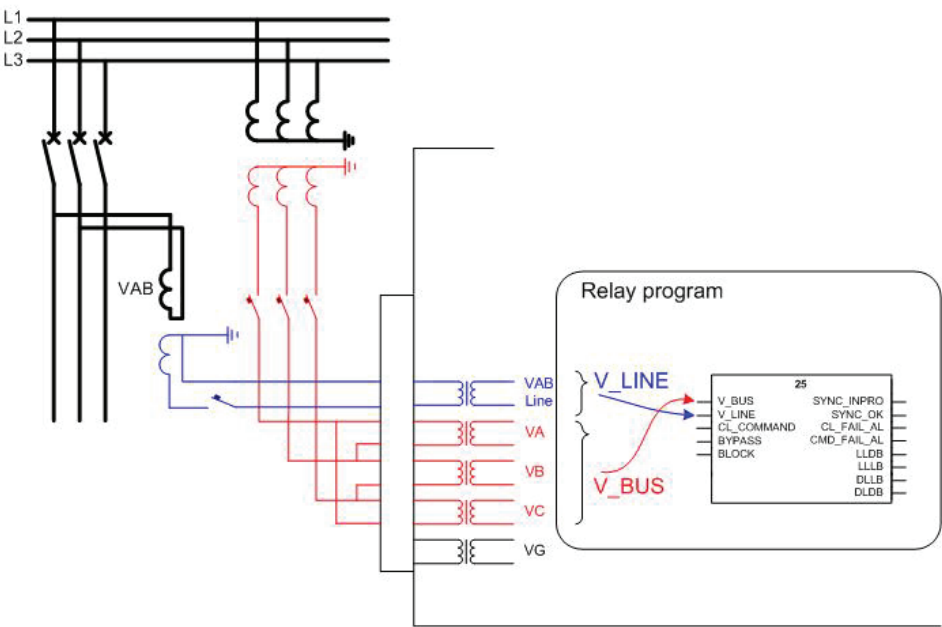 L1
L2
L3
VAB
Relay program
VAB
Line
VA
VB
VC
VG
V_LINE
V_BUS
25
V_BUS SYNC_INPRO
V_LINE SYNC_OK
CL_COMMAND CL_FAIL_AL
BYPASS CMD_FAIL_AL
BLOCK LLDB
LLLB
DLLB
DLDB